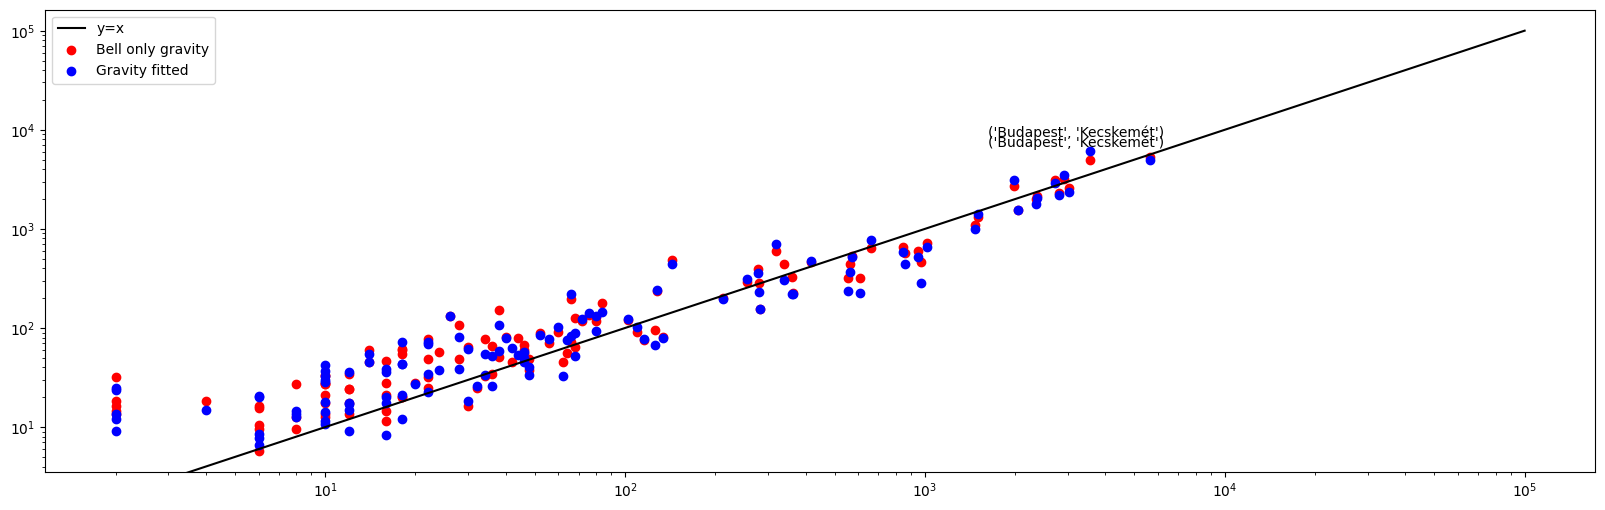 y=x
Bell only gravity
Gravity fitted
('Budapest', 'Kecskemét')
('Budapest', 'Kecskemét')
10⁵
10⁴
10³
10²
10¹
10¹
10²
10³
10⁴
10⁵